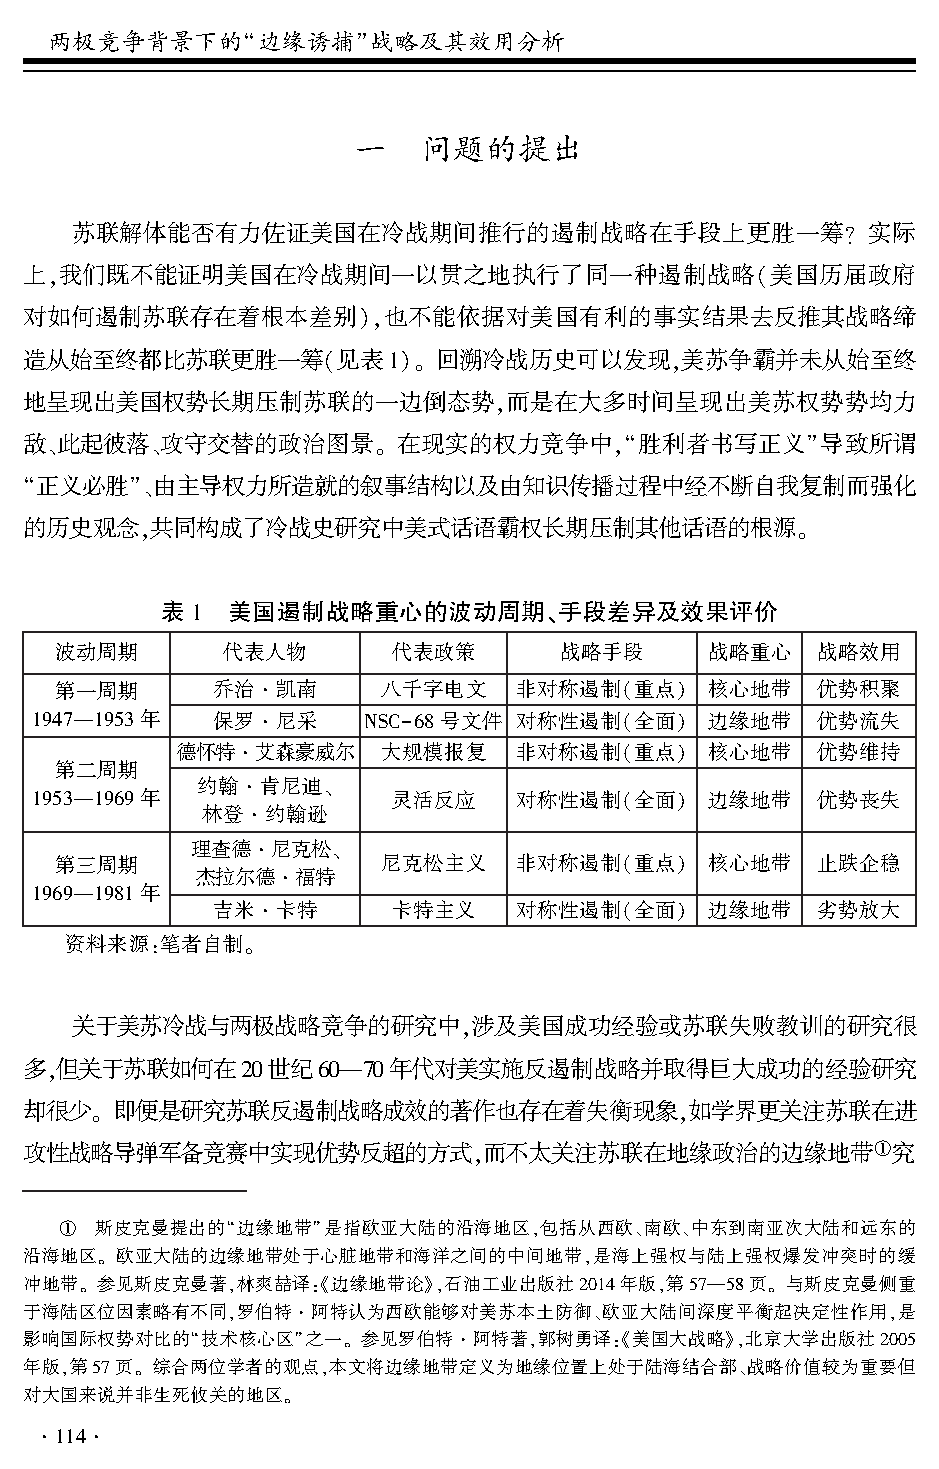 两极竞争背景下的“边缘诱捕”战略及其效用分析
一 问题的提出
苏联解体能否有力佐证美国在冷战期间推行的遏制战略在手段上更胜一筹？实际
上,我们既不能证明美国在冷战期间一以贯之地执行了同一种遏制战略(美国历届政府
对如何遏制苏联存在着根本差别),也不能依据对美国有利的事实结果去反推其战略缔
造从始至终都比苏联更胜一筹(见表1)。回溯冷战历史可以发现,美苏争霸并未从始至终
地呈现出美国权势长期压制苏联的一边倒态势,而是在大多时间呈现出美苏权势势均力
敌、此起彼落、攻守交替的政治图景。在现实的权力竞争中,“胜利者书写正义”导致所谓
“正义必胜”、由主导权力所造就的叙事结构以及由知识传播过程中经不断自我复制而强化
的历史观念,共同构成了冷战史研究中美式话语霸权长期压制其他话语的根源。
表1 美国遏制战略重心的波动周期、手段差异及效果评价
波动周期 代表人物 代表政策 战略手段 战略重心 战略效用
第一周期 乔治·凯南 八千字电文 非对称遏制(重点) 核心地带 优势积聚
1947—1953年 保罗·尼采 NSC-68号文件 对称性遏制(全面) 边缘地带 优势流失
德怀特·艾森豪威尔 大规模报复 非对称遏制(重点) 核心地带 优势维持
第二周期
1953—1969年
约翰·肯尼迪、
林登·约翰逊
灵活反应 对称性遏制(全面) 边缘地带 优势丧失
第三周期
1969—1981年
理查德·尼克松、
杰拉尔德·福特
尼克松主义 非对称遏制(重点) 核心地带 止跌企稳
吉米·卡特 卡特主义 对称性遏制(全面) 边缘地带 劣势放大
资料来源:笔者自制。
关于美苏冷战与两极战略竞争的研究中,涉及美国成功经验或苏联失败教训的研究很
多,但关于苏联如何在20世纪60—70年代对美实施反遏制战略并取得巨大成功的经验研究
却很少。即便是研究苏联反遏制战略成效的著作也存在着失衡现象,如学界更关注苏联在进
攻性战略导弹军备竞赛中实现优势反超的方式,而不太关注苏联在地缘政治的边缘地带①究
① 斯皮克曼提出的“边缘地带”是指欧亚大陆的沿海地区,包括从西欧、南欧、中东到南亚次大陆和远东的
沿海地区。欧亚大陆的边缘地带处于心脏地带和海洋之间的中间地带,是海上强权与陆上强权爆发冲突时的缓
冲地带。参见斯皮克曼著,林爽喆译:《边缘地带论》,石油工业出版社2014年版,第57—58页。与斯皮克曼侧重
于海陆区位因素略有不同,罗伯特·阿特认为西欧能够对美苏本土防御、欧亚大陆间深度平衡起决定性作用,是
影响国际权势对比的“技术核心区”之一。参见罗伯特·阿特著,郭树勇译:《美国大战略》,北京大学出版社2005
年版,第57页。综合两位学者的观点,本文将边缘地带定义为地缘位置上处于陆海结合部、战略价值较为重要但
对大国来说并非生死攸关的地区。
·114·